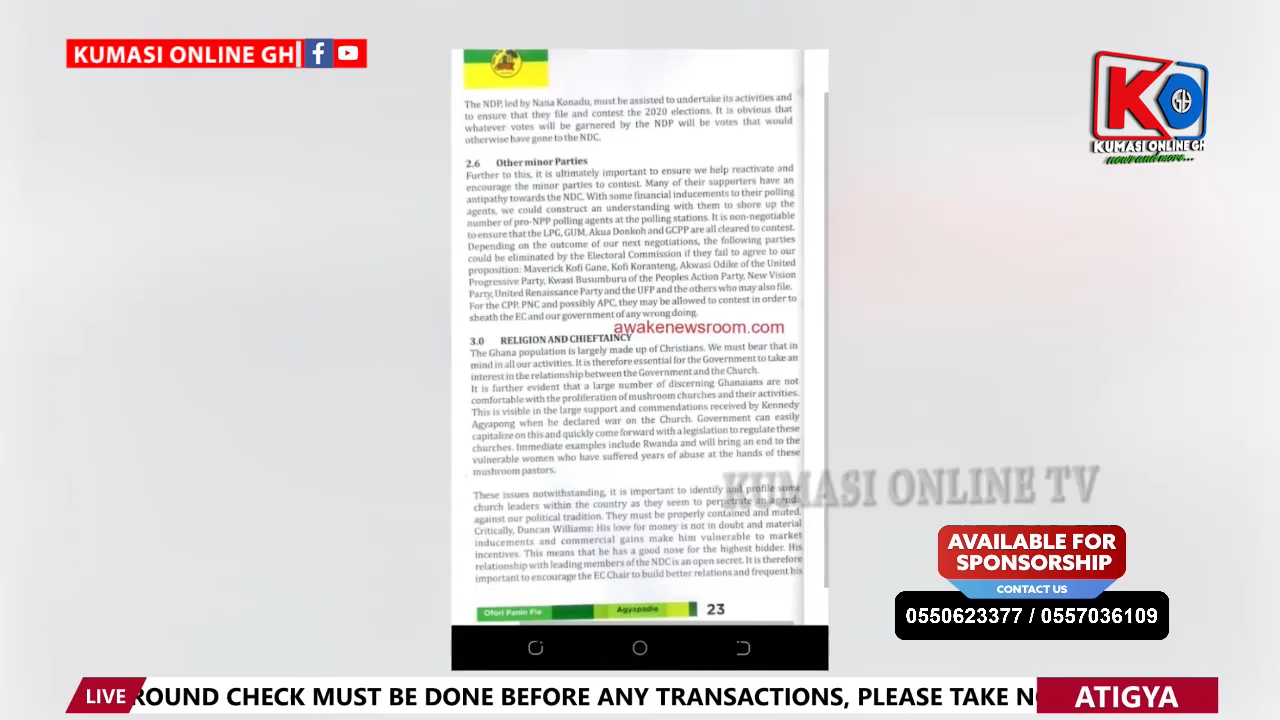 KUMASI ONLINE GH
KO
GH
KUMASI ONLINE GH
news and more...
The NDP, led by Nana Konadu, must be assisted to undertake its activities and
to ensure that they file and contest the 2020 elections. It is obvious that
whatever votes will be garnered by the NDP will be votes that would
otherwise have gone to the NDC.
2.6 Other minor Parties
Further to this, it is ultimately important to ensure we help reactivate and
encourage the minor parties to contest. Many of their supporters have an
antipathy towards the NDC. With some financial inducements to their polling
agents, we could construct an understanding with them to shore up the
number of pro-NPP polling agents at the polling stations. It is non-negotiable
to ensure that the LPG, GUM, Akua Donkoh and GCPP are all cleared to contest.
Depending on the outcome of our next negotiations, the following parties
could be eliminated by the Electoral Commission if they fail to agree to our
proposition: Maverick Kofi Gane, Kofi Koranteng, Akwasi Odike of the United
Progressive Party, Kwasi Busumburu of the Peoples Action Party, New Vision
Party, United Renaissance Party and the UFP and the others who may also file.
For the CPP, PNC and possibly APC, they may be allowed to contest in order to
sheath the EC and our government of any wrong doing.
awakenewsroom.com
3.0 RELIGION AND CHIEFTAINCY
The Ghana population is largely made up of Christians. We must bear that in
mind in all our activities. It is therefore essential for the Government to take an
interest in the relationship between the Government and the Church.
It is further evident that a large number of discerning Ghanaians are not
comfortable with the proliferation of mushroom churches and their activities.
This is visible in the large support and commendations received by Kennedy
Agyapong when he declared war on the Church. Government can easily
capitalize on this and quickly come forward with a legislation to regulate these
churches. Immediate examples include Rwanda and will bring an end to the
vulnerable women who have suffered years of abuse at the hands of these
mushroom pastors.
KUMASI ONLINE TV
These issues notwithstanding, it is important to identify and profile some
church leaders within the country as they seem to perpetrate an agenda
against our political tradition. They must be properly contained and muted.
Critically, Duncan Williams: His love for money is not in doubt and material
inducements and commercial gains make him vulnerable to market
incentives. This means that he has a good nose for the highest bidder. His
relationship with leading members of the NDC is an open secret. It is therefore
important to encourage the EC Chair to build better relations and frequent his
Ofori Panin Fie Agyapadie 23
AVAILABLE FOR
SPONSORSHIP
CONTACT US
0550623377 / 0557036109
LIVE ROUND CHECK MUST BE DONE BEFORE ANY TRANSACTIONS, PLEASE TAKE NO ATIGYA